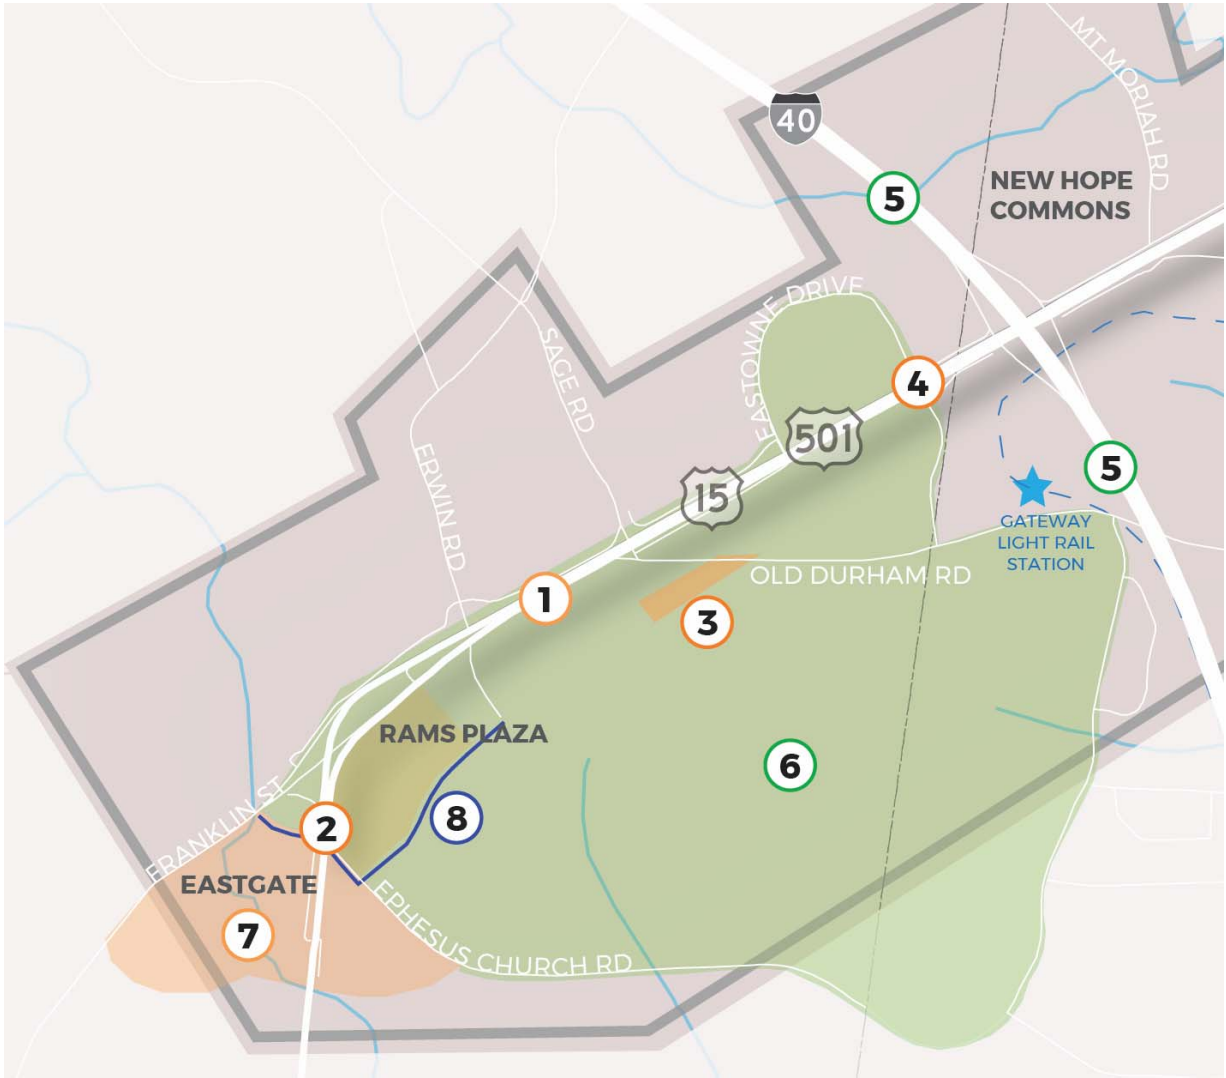 MT MORIAH RD
40
NEW HOPE
COMMONS
5
EASTOWNE DRIVE
SAGE RD
4
501
ERWIN RD
15
5
GATEWAY
LIGHT RAIL
STATION
OLD DURHAM RD
1
3
RAMS PLAZA
6
FRANKLIN ST
8
2
EASTGATE
7
EPHESUS CHURCH RD